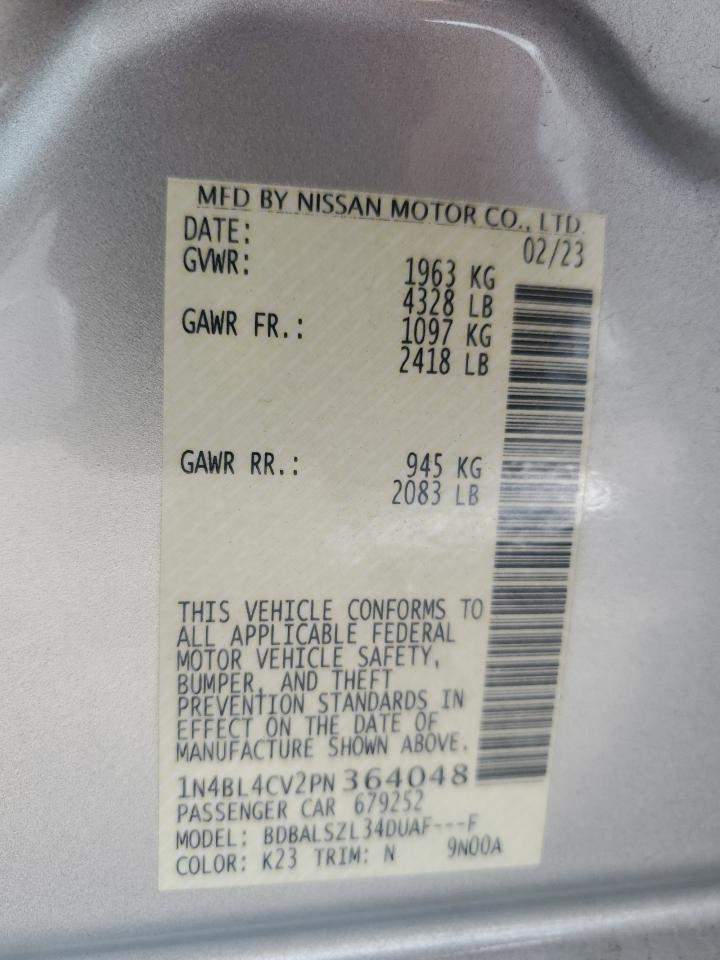 MFD BY NISSAN MOTOR CO., LTD.
DATE: 02/23
GVWR: 1963 KG
4328 LB
GAWR FR.: 1097 KG
2418 LB
GAWR RR.: 945 KG
2083 LB
THIS VEHICLE CONFORMS TO
ALL APPLICABLE FEDERAL
MOTOR VEHICLE SAFETY,
BUMPER, AND THEFT
PREVENTION STANDARDS IN
EFFECT ON THE DATE OF
MANUFACTURE SHOWN ABOVE.
1N4BL4CV2PN364048
PASSENGER CAR 679252
MODEL: BDBALSZL34DUAF---F
COLOR: K23 TRIM: N 9N00A